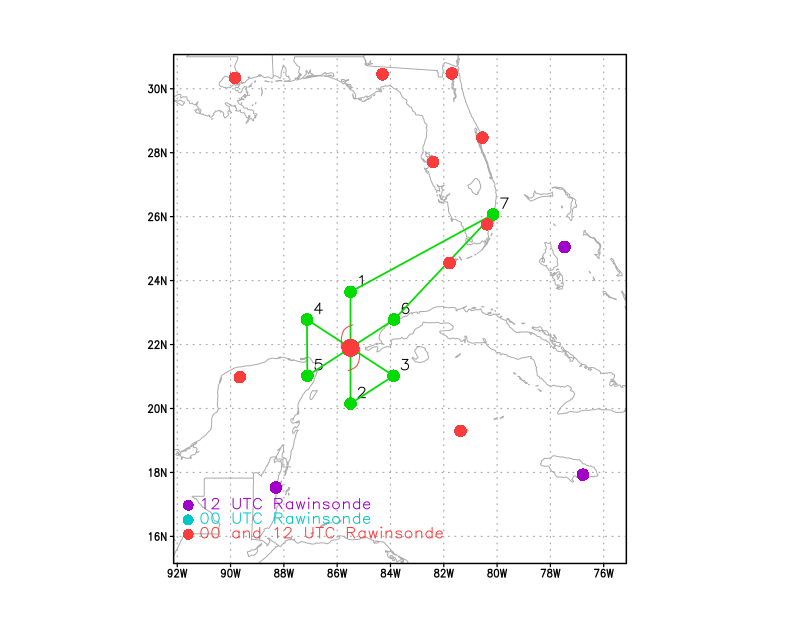 30N
28N
26N
24N
22N
20N
18N
16N
7
1
4
6
5
3
2
12 UTC Rawinsonde
00 UTC Rawinsonde
00 and 12 UTC Rawinsonde
92W 90W 88W 86W 84W 82W 80W 78W 76W